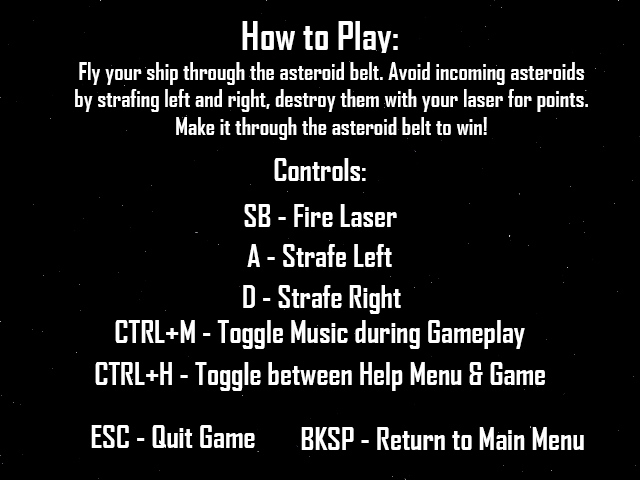 How to Play:
Fly your ship through the asteroid belt. Avoid incoming asteroids
by strafing left and right, destroy them with your laser for points.
Make it through the asteroid belt to win!
Controls:
SB - Fire Laser
A - Strafe Left
D - Strafe Right
CTRL+M - Toggle Music during Gameplay
CTRL+H - Toggle between Help Menu & Game
ESC - Quit Game BKSP - Return to Main Menu